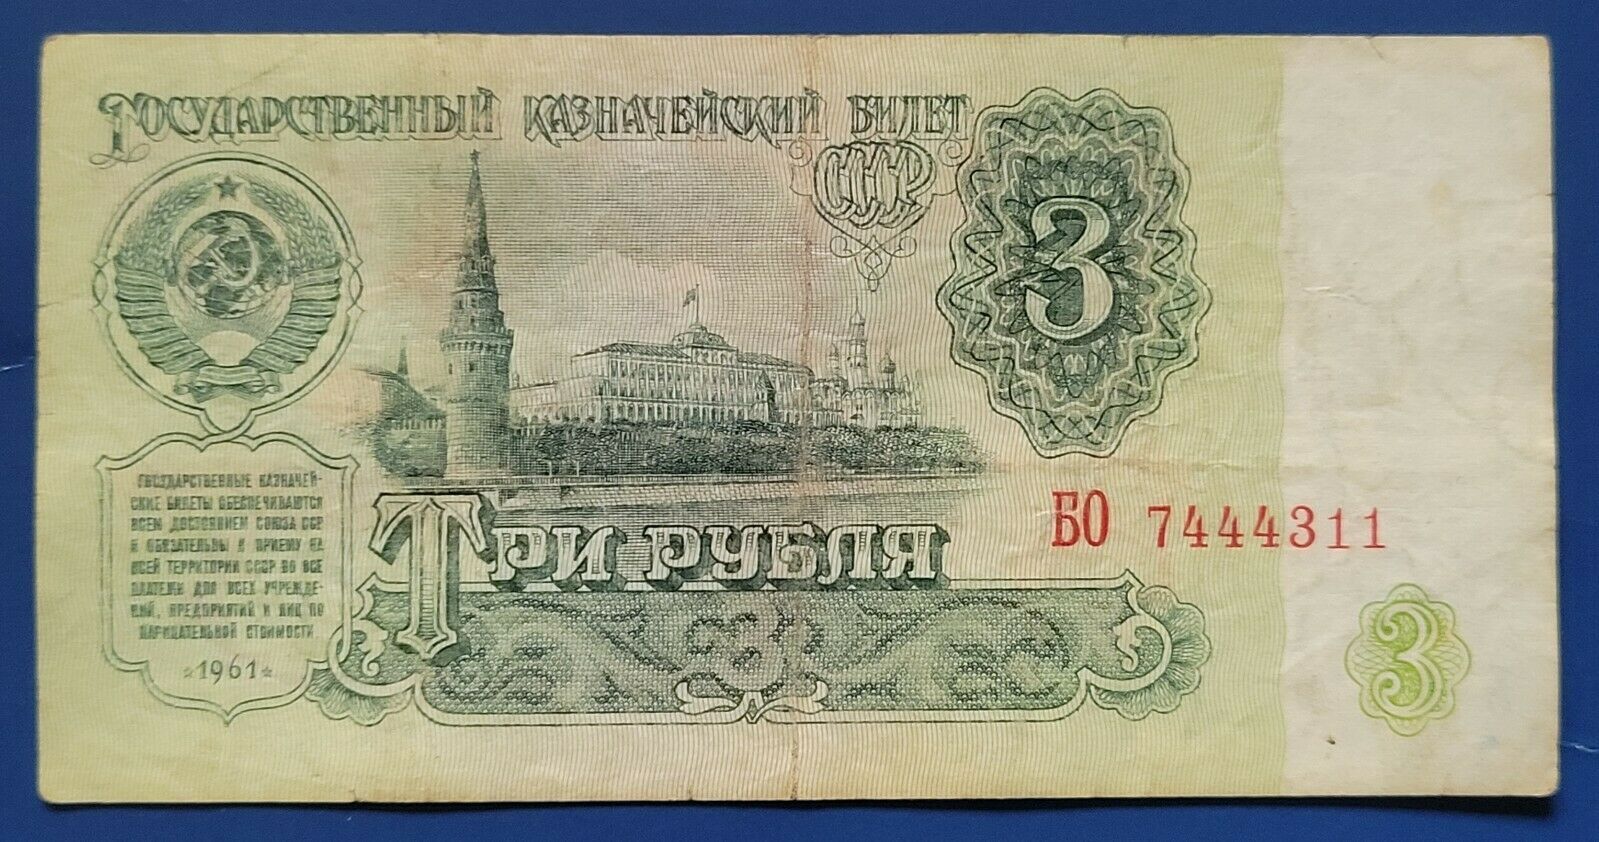 Государственный Казначейский Билет
СССР
3
ГОСУДАРСТВЕННЫЕ КАЗНАЧЕЙ-
СКИЕ БИЛЕТЫ ОБЕСПЕЧИВАЮТСЯ
ВСЕМ ДОСТОЯНИЕМ СОЮЗА ССР
И ОБЯЗАТЕЛЬНЫ К ПРИЕМУ НА
ВСЕЙ ТЕРРИТОРИИ СССР ВО ВСЕ
ПЛАТЕЖИ ДЛЯ ВСЕХ УЧРЕЖДЕ-
НИЙ, ПРЕДПРИЯТИЙ И ЛИЦ ПО
НАРИЦАТЕЛЬНОЙ СТОИМОСТИ
1961
Три рубля
БО 7444311
3
3